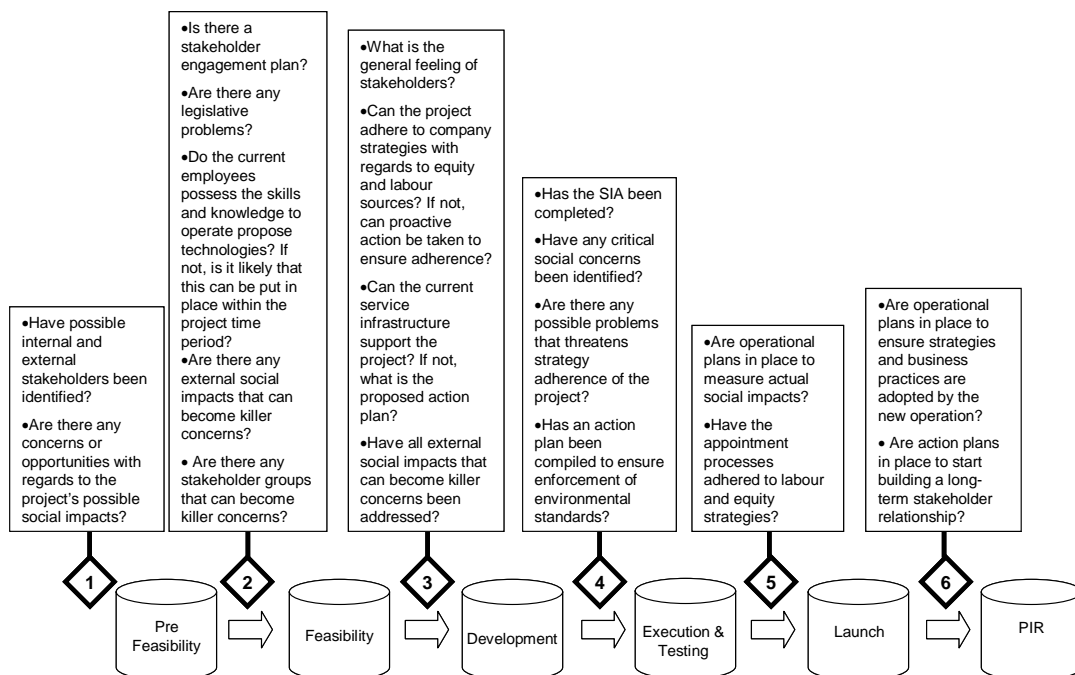 •Have possible
internal and
external
stakeholders been
identified?
•Are there any
concerns or
opportunities with
regards to the
project's possible
social impacts?
•Is there a
stakeholder
engagement plan?
•Are there any
legislative
problems?
•Do the current
employees
possess the skills
and knowledge to
operate propose
technologies? If
not, is it likely that
this can be put in
place within the
project time
period?
•Are there any
external social
impacts that can
become killer
concerns?
• Are there any
stakeholder groups
that can become
killer concerns?
•What is the
general feeling of
stakeholders?
•Can the project
adhere to company
strategies with
regards to equity
and labour
sources? If not,
can proactive
action be taken to
ensure adherence?
•Can the current
service
infrastructure
support the
project? If not,
what is the
proposed action
plan?
•Have all external
social impacts that
can become killer
concerns been
addressed?
•Has the SIA been
completed?
•Have any critical
social concerns
been identified?
•Are there any
possible problems
that threatens
strategy
adherence of the
project?
•Has an action
plan been
compiled to ensure
enforcement of
environmental
standards?
•Are operational
plans in place to
measure actual
social impacts?
•Have the
appointment
processes
adhered to labour
and equity
strategies?
•Are operational
plans in place to
ensure strategies
and business
practices are
adopted by the
new operation?
• Are action plans
in place to start
building a long-
term stakeholder
relationship?
1
2
3
4
5
6
Pre
Feasibility
Feasibility
Development
Execution &
Testing
Launch
PIR